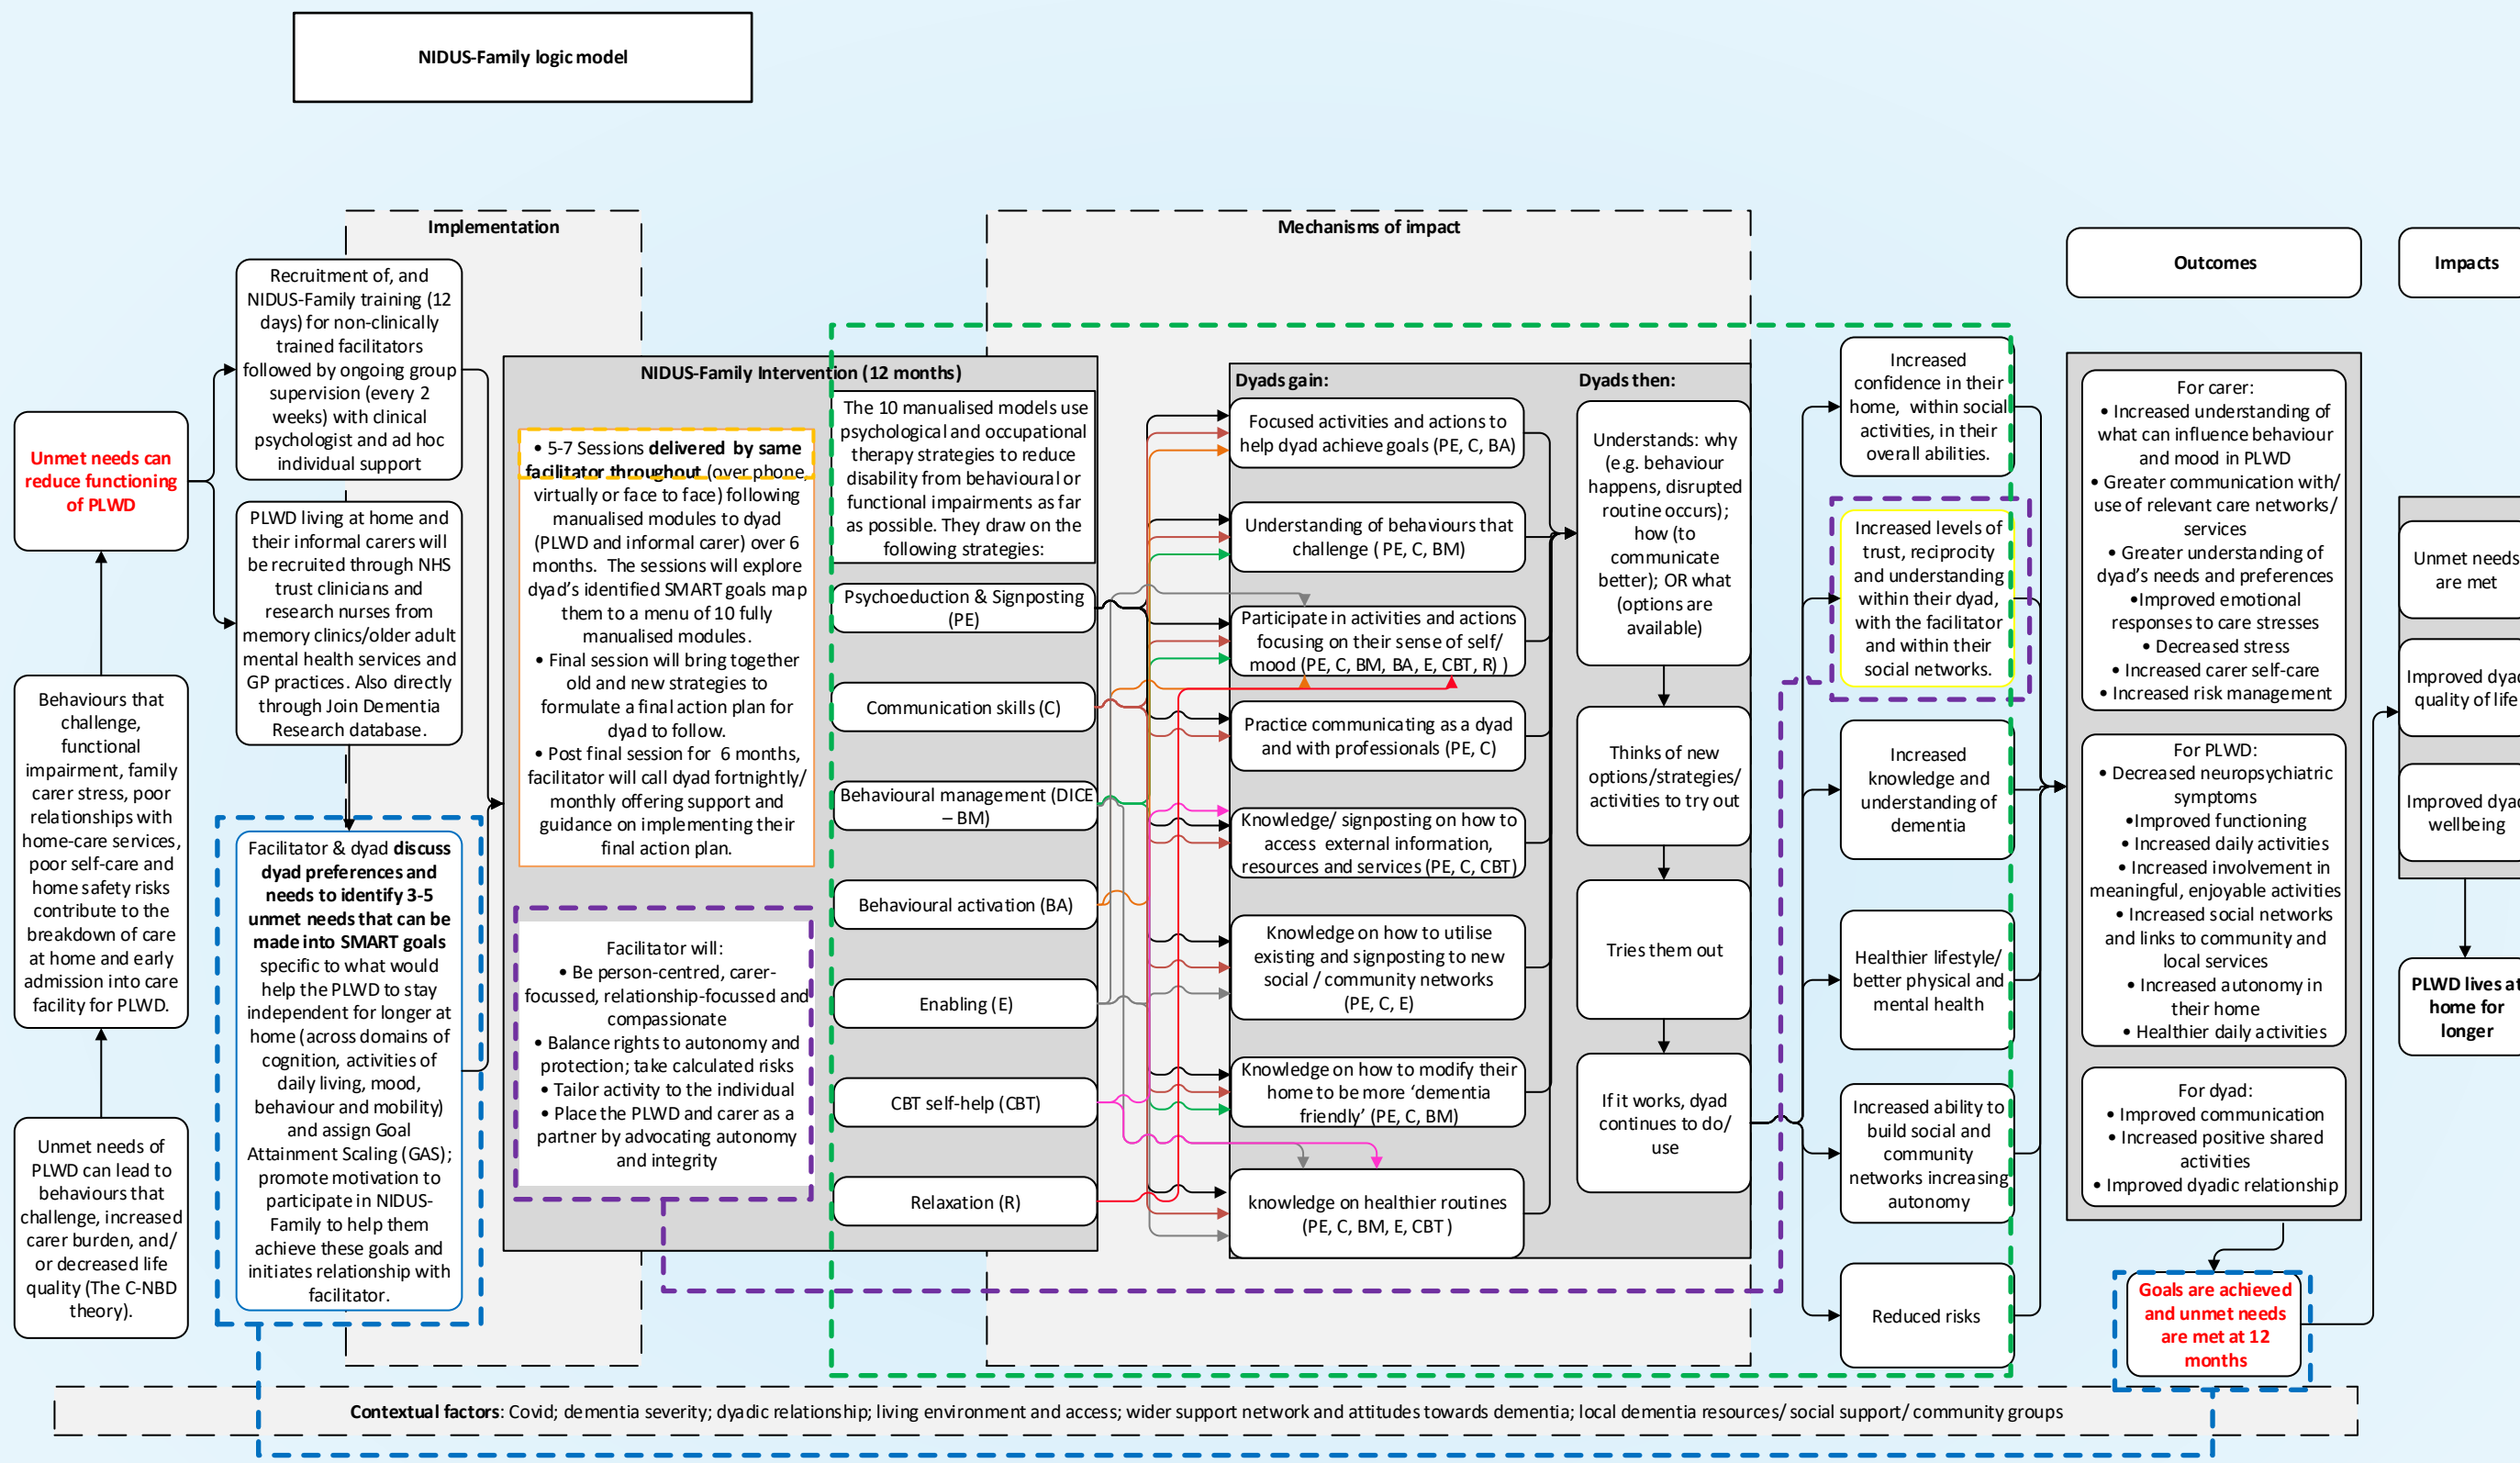 NIDUS-Family logic model
Implementation
Mechanisms of impact
Outcomes
Impacts
Unmet needs can
reduce functioning
of PLWD
Behaviours that
challenge,
functional
impairment, family
carer stress, poor
relationships with
home-care services,
poor self-care and
home safety risks
contribute to the
breakdown of care
at home and early
admission into care
facility for PLWD.
Unmet needs of
PLWD can lead to
behaviours that
challenge, increased
carer burden, and/
or decreased life
quality (The C-NBD
theory).
Recruitment of, and
NIDUS-Family training (12
days) for non-clinically
trained facilitators
followed by ongoing group
supervision (every 2
weeks) with clinical
psychologist and ad hoc
individual support
PLWD living at home and
their informal carers will
be recruited through NHS
trust clinicians and
research nurses from
memory clinics/older adult
mental health services and
GP practices. Also directly
through Join Dementia
Research database.
Facilitator & dyad discuss
dyad preferences and
needs to identify 3-5
unmet needs that can be
made into SMART goals
specific to what would
help the PLWD to stay
independent for longer at
home (across domains of
cognition, activities of
daily living, mood,
behaviour and mobility)
and assign Goal
Attainment Scaling (GAS);
promote motivation to
participate in NIDUS-
Family to help them
achieve these goals and
initiates relationship with
facilitator.
NIDUS-Family Intervention (12 months)
• 5-7 Sessions delivered by same
facilitator throughout (over phone,
virtually or face to face) following
manualised modules to dyad
(PLWD and informal carer) over 6
months. The sessions will explore
dyad's identified SMART goals map
them to a menu of 10 fully
manualised modules.
• Final session will bring together
old and new strategies to
formulate a final action plan for
dyad to follow.
• Post final session for 6 months,
facilitator will call dyad fortnightly/
monthly offering support and
guidance on implementing their
final action plan.
Facilitator will:
• Be person-centred, carer-
focussed, relationship-focussed and
compassionate
• Balance rights to autonomy and
protection; take calculated risks
• Tailor activity to the individual
• Place the PLWD and carer as a
partner by advocating autonomy
and integrity
The 10 manualised models use
psychological and occupational
therapy strategies to reduce
disability from behavioural or
functional impairments as far
as possible. They draw on the
following strategies:
Psychoeduction & Signposting
(PE)
Communication skills (C)
Behavioural management (DICE
– BM)
Behavioural activation (BA)
Enabling (E)
CBT self-help (CBT)
Relaxation (R)
Dyads gain:
Focused activities and actions to
help dyad achieve goals (PE, C, BA)
Understanding of behaviours that
challenge ( PE, C, BM)
Participate in activities and actions
focusing on their sense of self/
mood (PE, C, BM, BA, E, CBT, R) )
Practice communicating as a dyad
and with professionals (PE, C)
Knowledge/ signposting on how to
access external information,
resources and services (PE, C, CBT)
Knowledge on how to utilise
existing and signposting to new
social / community networks
(PE, C, E)
Knowledge on how to modify their
home to be more 'dementia
friendly' (PE, C, BM)
knowledge on healthier routines
(PE, C, BM, E, CBT )
Dyads then:
Understands: why
(e.g. behaviour
happens, disrupted
routine occurs);
how (to
communicate
better); OR what
(options are
available)
Thinks of new
options/strategies/
activities to try out
Tries them out
If it works, dyad
continues to do/
use
Increased
confidence in their
home, within social
activities, in their
overall abilities.
Increased levels of
trust, reciprocity
and understanding
within their dyad,
with the facilitator
and within their
social networks.
Increased
knowledge and
understanding of
dementia
Healthier lifestyle/
better physical and
mental health
Increased ability to
build social and
community
networks increasing
autonomy
Reduced risks
For carer:
• Increased understanding of
what can influence behaviour
and mood in PLWD
• Greater communication with/
use of relevant care networks/
services
• Greater understanding of
dyad's needs and preferences
•Improved emotional
responses to care stresses
• Decreased stress
• Increased carer self-care
• Increased risk management
For PLWD:
• Decreased neuropsychiatric
symptoms
•Improved functioning
• Increased daily activities
• Increased involvement in
meaningful, enjoyable activities
• Increased social networks
and links to community and
local services
• Increased autonomy in
their home
• Healthier daily activities
For dyad:
• Improved communication
• Increased positive shared
activities
• Improved dyadic relationship
Goals are achieved
and unmet needs
are met at 12
months
Unmet needs
are met
Improved dyad
quality of life
Improved dyad
wellbeing
PLWD lives at
home for
longer
Contextual factors: Covid; dementia severity; dyadic relationship; living environment and access; wider support network and attitudes towards dementia; local dementia resources/ social support/ community groups